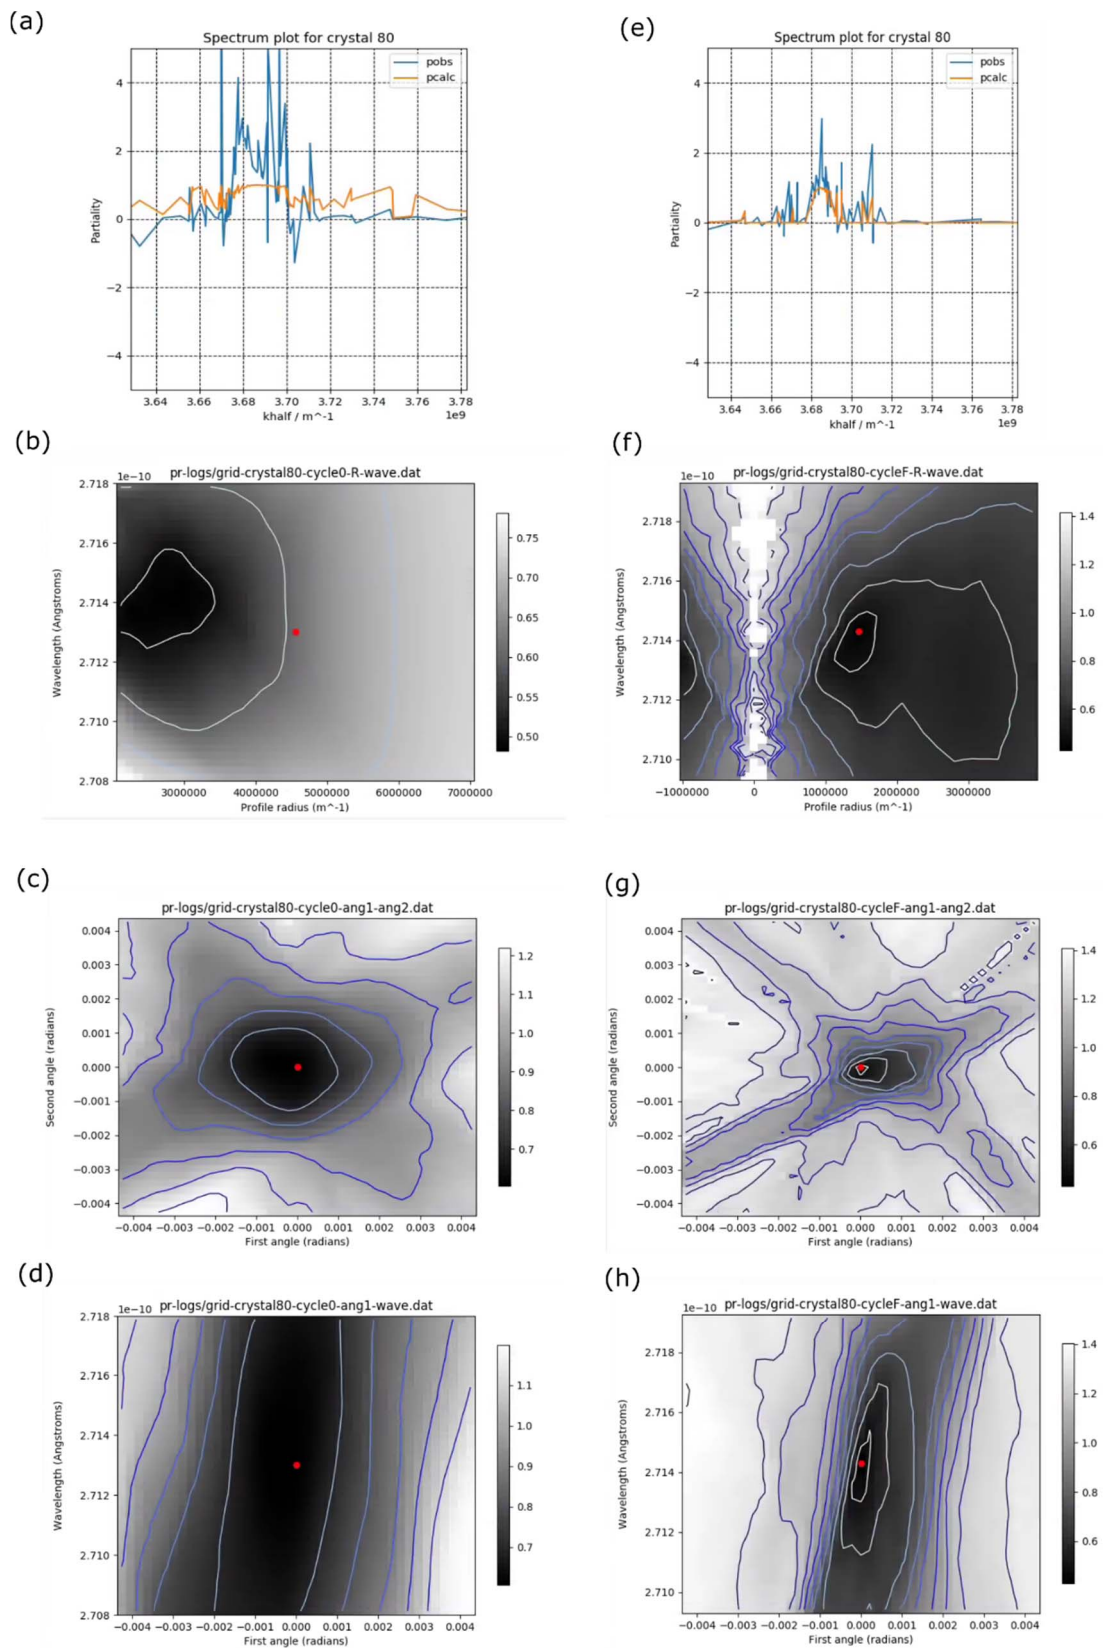 (a)
Spectrum plot for crystal 80
pobs
pcalc
4
2
0
−2
−4
Partiality
3.64 3.66 3.68 3.70 3.72 3.74 3.76 3.78
khalf / m^-1
1e9
(e)
Spectrum plot for crystal 80
pobs
pcalc
4
2
0
−2
−4
Partiality
3.64 3.66 3.68 3.70 3.72 3.74 3.76 3.78
khalf / m^-1
1e9
(b)
pr-logs/grid-crystal80-cycle0-R-wave.dat
1e−10
2.718
2.716
2.714
2.712
2.710
2.708
Wavelength (Angstroms)
3000000 4000000 5000000 6000000 7000000
Profile radius (m^-1)
0.75
0.70
0.65
0.60
0.55
0.50
(f)
pr-logs/grid-crystal80-cycleF-R-wave.dat
1e−10
2.718
2.716
2.714
2.712
2.710
Wavelength (Angstroms)
−1000000 0 1000000 2000000 3000000
Profile radius (m^-1)
1.4
1.2
1.0
0.8
0.6
(c)
pr-logs/grid-crystal80-cycle0-ang1-ang2.dat
0.004
0.003
0.002
0.001
0.000
−0.001
−0.002
−0.003
−0.004
Second angle (radians)
−0.004 −0.003 −0.002 −0.001 0.000 0.001 0.002 0.003 0.004
First angle (radians)
1.2
1.1
1.0
0.9
0.8
0.7
(g)
pr-logs/grid-crystal80-cycleF-ang1-ang2.dat
0.004
0.003
0.002
0.001
0.000
−0.001
−0.002
−0.003
−0.004
Second angle (radians)
−0.004 −0.003 −0.002 −0.001 0.000 0.001 0.002 0.003 0.004
First angle (radians)
1.4
1.2
1.0
0.8
0.6
(d)
pr-logs/grid-crystal80-cycle0-ang1-wave.dat
1e−10
2.718
2.716
2.714
2.712
2.710
2.708
Wavelength (Angstroms)
−0.004 −0.003 −0.002 −0.001 0.000 0.001 0.002 0.003 0.004
First angle (radians)
1.1
1.0
0.9
0.8
0.7
(h)
pr-logs/grid-crystal80-cycleF-ang1-wave.dat
1e−10
2.718
2.716
2.714
2.712
2.710
Wavelength (Angstroms)
−0.004 −0.003 −0.002 −0.001 0.000 0.001 0.002 0.003 0.004
First angle (radians)
1.4
1.2
1.0
0.8
0.6